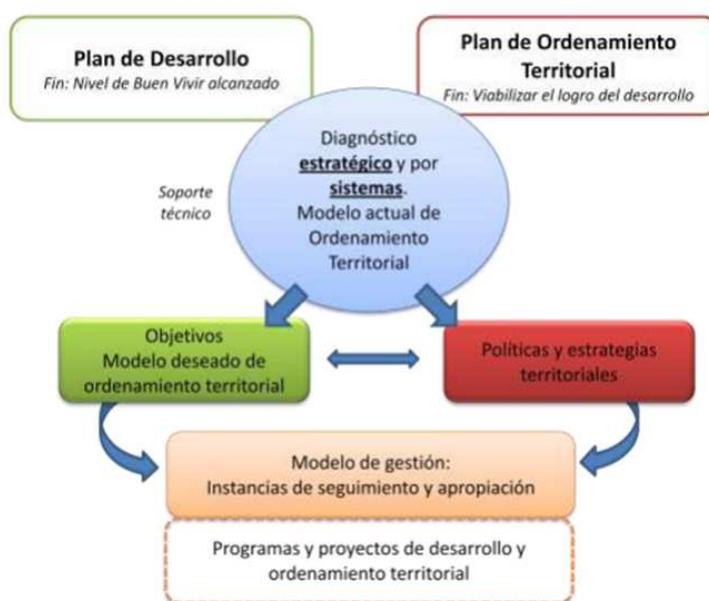 Plan de Desarrollo
Fin: Nivel de Buen Vivir alcanzado
Plan de Ordenamiento
Territorial
Fin: Viabilizar el logro del desarrollo
Diagnóstico
estratégico y por
sistemas.
Modelo actual de
Ordenamiento
Territorial
Soporte
técnico
Objetivos
Modelo deseado de
ordenamiento territorial
Políticas y estrategias
territoriales
Modelo de gestión:
Instancias de seguimiento y apropiación
Programas y proyectos de desarrollo y
ordenamiento territorial